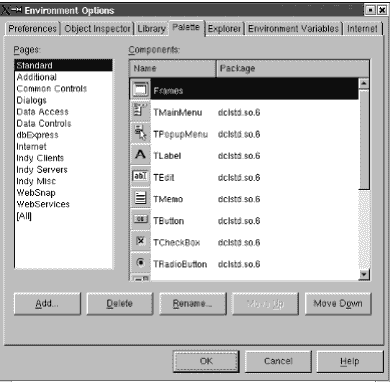 Environment Options
Preferences Object Inspector Library Palette Explorer Environment Variables Internet
Pages: Components:
Standard
Additional
Common Controls
Dialogs
Data Access
Data Controls
dbExpress
Internet
Indy Clients
Indy Servers
Indy Misc
WebSnap
WebServices
[All]
Name Package
Frames
TMainMenu dclstd.so.6
TPopupMenu dclstd.so.6
A TLabel dclstd.so.6
abI TEdit dclstd.so.6
TMemo dclstd.so.6
OK TButton dclstd.so.6
TCheckBox dclstd.so.6
TRadioButton dclstd.so.6
Add... Delete Rename... Move Up Move Down
OK Cancel Help